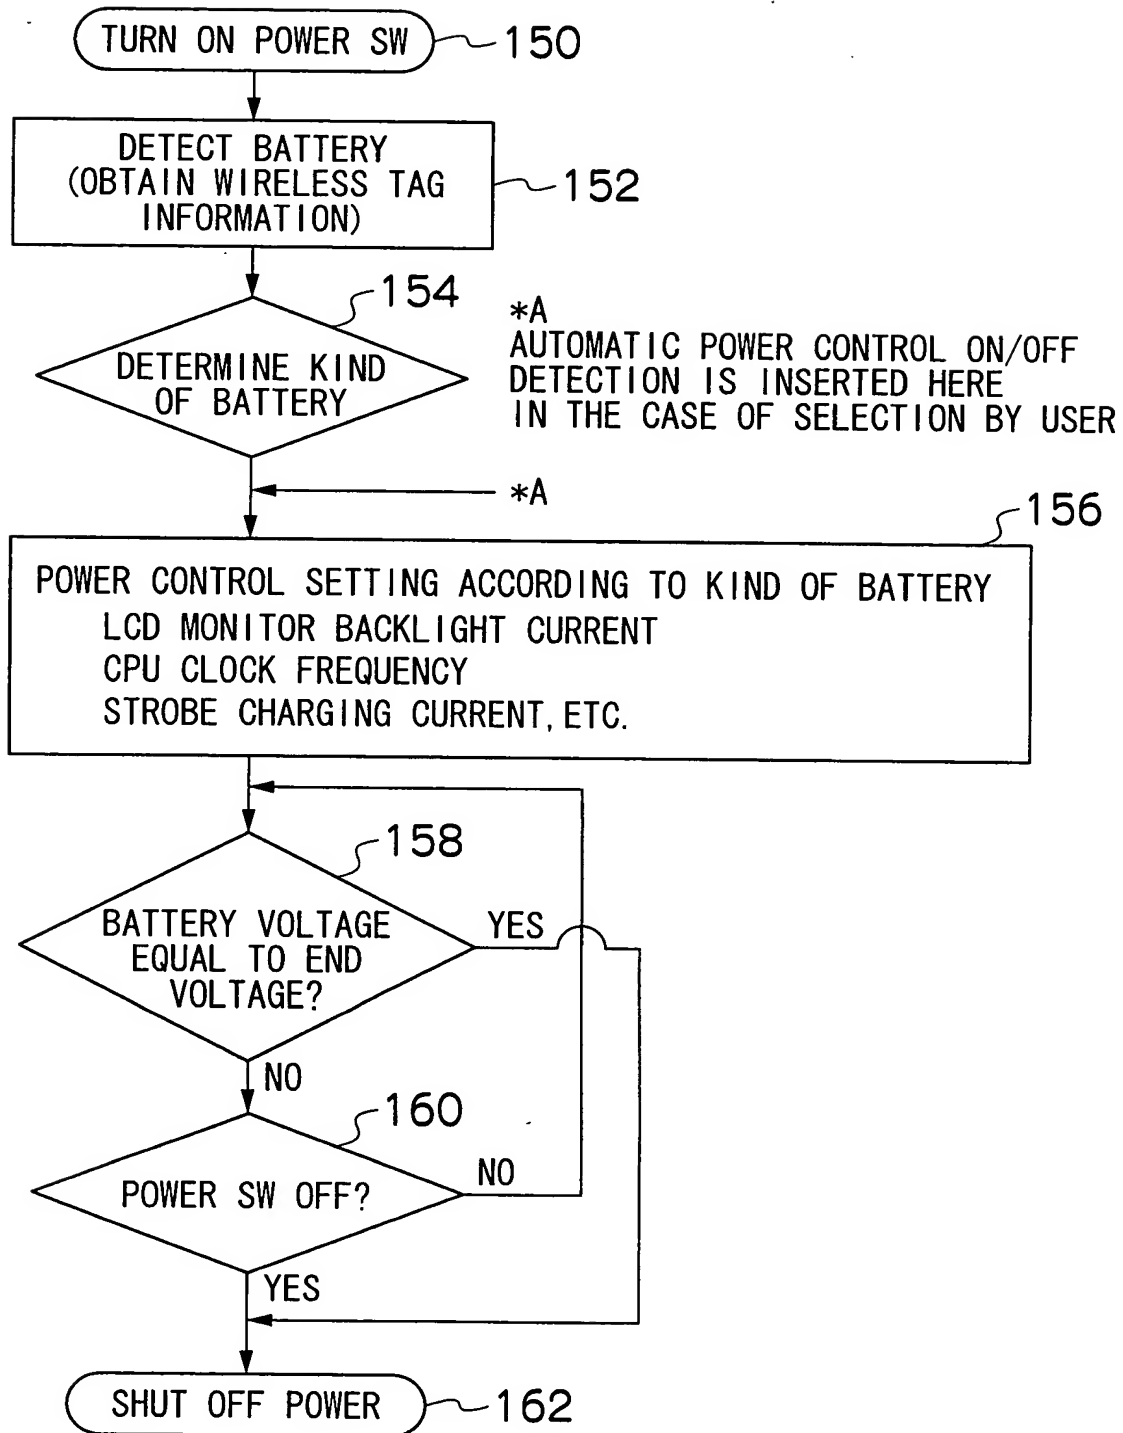 TURN ON POWER SW
150
DETECT BATTERY
(OBTAIN WIRELESS TAG
INFORMATION)
152
154
DETERMINE KIND
OF BATTERY
*A
AUTOMATIC POWER CONTROL ON/OFF
DETECTION IS INSERTED HERE
IN THE CASE OF SELECTION BY USER
*A
156
POWER CONTROL SETTING ACCORDING TO KIND OF BATTERY
LCD MONITOR BACKLIGHT CURRENT
CPU CLOCK FREQUENCY
STROBE CHARGING CURRENT, ETC.
158
BATTERY VOLTAGE
EQUAL TO END
VOLTAGE?
YES
NO
160
POWER SW OFF?
NO
YES
SHUT OFF POWER
162